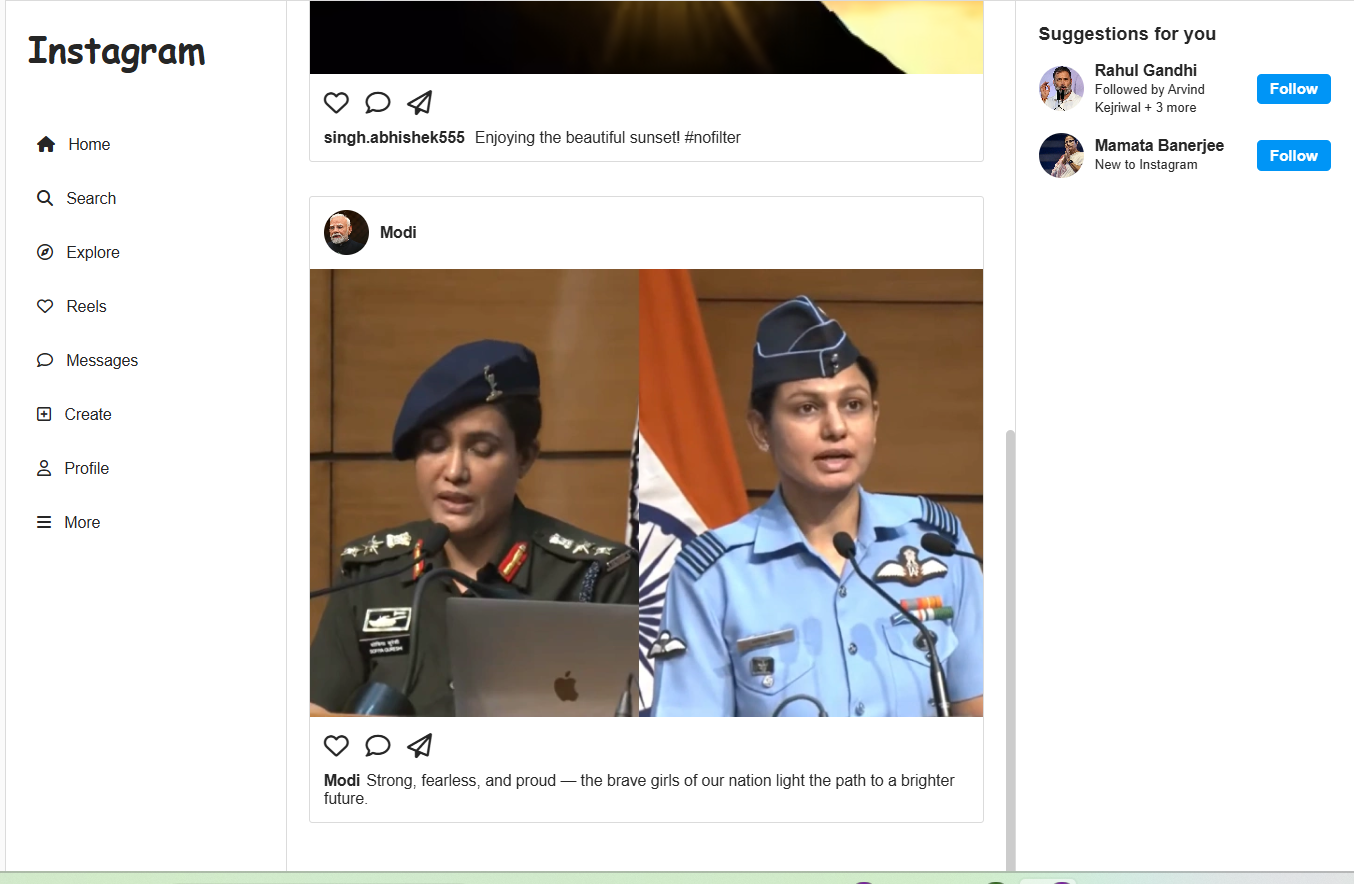 Instagram
Home
Search
Explore
Reels
Messages
Create
Profile
More
singh.abhishek555 Enjoying the beautiful sunset! #nofilter
Modi
Modi Strong, fearless, and proud — the brave girls of our nation light the path to a brighter
future.
Suggestions for you
Rahul Gandhi
Followed by Arvind
Kejriwal + 3 more
Follow
Mamata Banerjee
New to Instagram
Follow